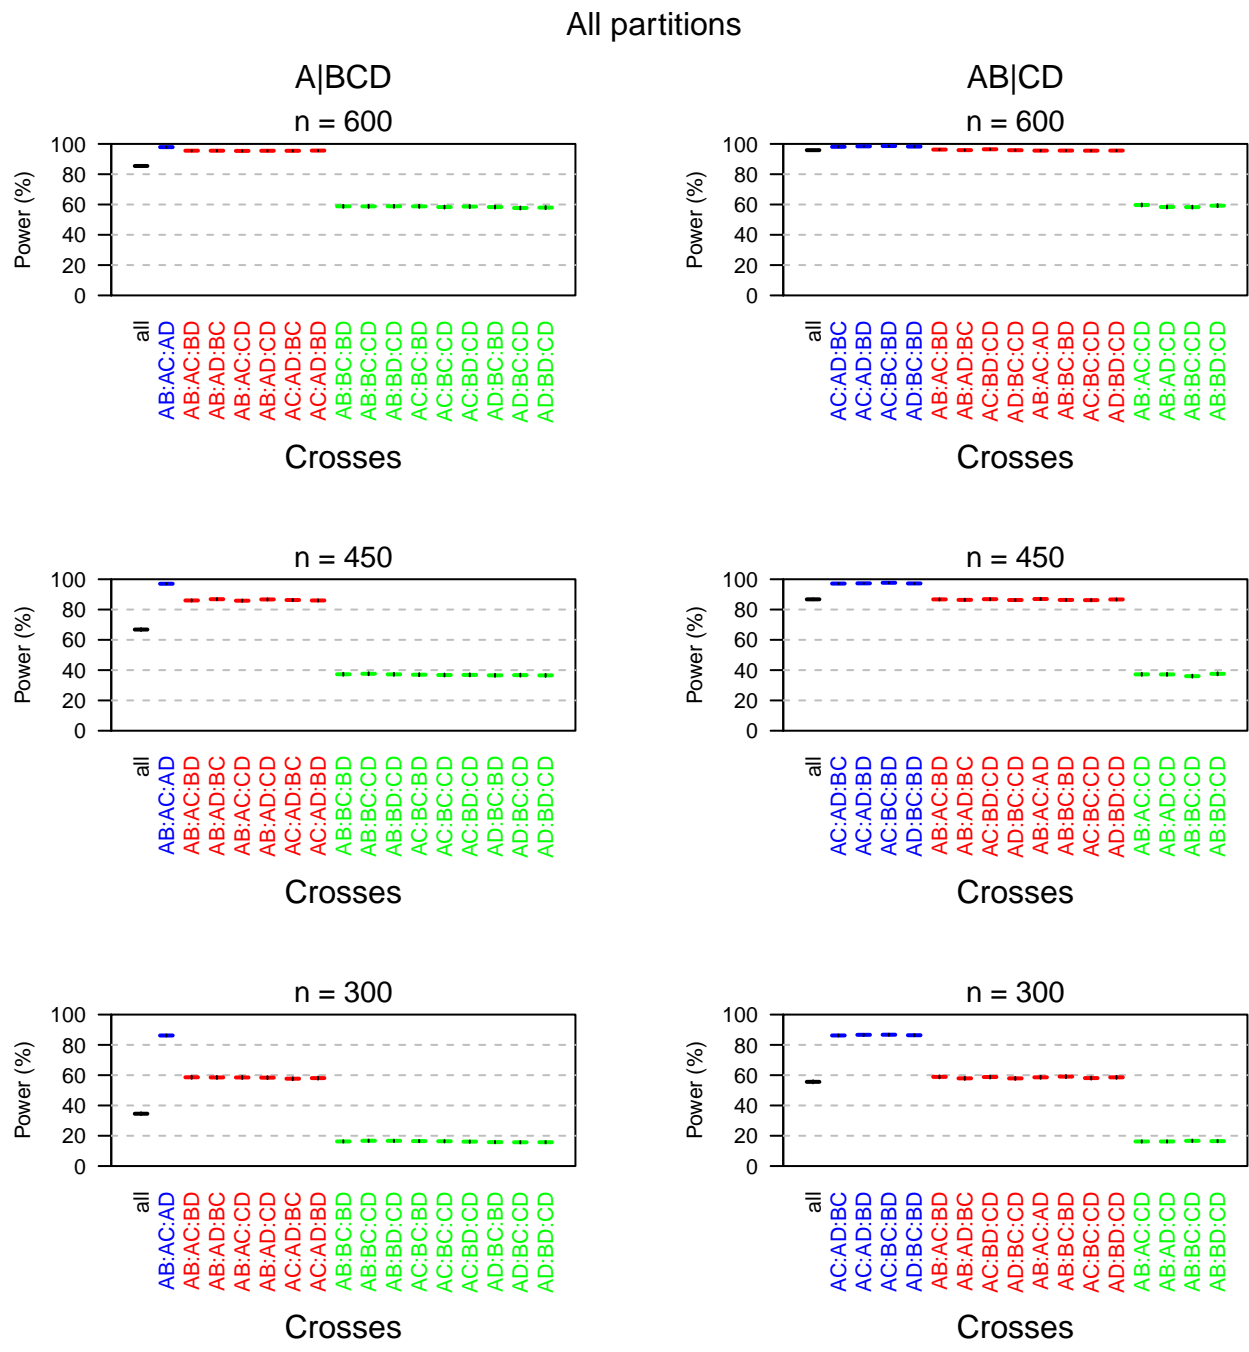 All partitions
A|BCD
n = 600
Power (%)
100
80
60
40
20
0
all
AB:AC:AD
AB:AC:BD
AB:AD:BC
AB:AC:CD
AB:AD:CD
AC:AD:BC
AC:AD:BD
AB:BC:BD
AB:BC:CD
AB:BD:CD
AC:BC:BD
AC:BC:CD
AC:BD:CD
AD:BC:BD
AD:BC:CD
AD:BD:CD
Crosses
AB|CD
n = 600
Power (%)
100
80
60
40
20
0
all
AC:AD:BC
AC:AD:BD
AC:BC:BD
AD:BC:BD
AB:AC:BD
AB:AD:BC
AC:BD:CD
AD:BC:CD
AB:AC:AD
AB:BC:BD
AC:BC:CD
AD:BD:CD
AB:AC:CD
AB:AD:CD
AB:BC:CD
AB:BD:CD
Crosses
n = 450
Power (%)
100
80
60
40
20
0
all
AB:AC:AD
AB:AC:BD
AB:AD:BC
AB:AC:CD
AB:AD:CD
AC:AD:BC
AC:AD:BD
AB:BC:BD
AB:BC:CD
AB:BD:CD
AC:BC:BD
AC:BC:CD
AC:BD:CD
AD:BC:BD
AD:BC:CD
AD:BD:CD
Crosses
n = 450
Power (%)
100
80
60
40
20
0
all
AC:AD:BC
AC:AD:BD
AC:BC:BD
AD:BC:BD
AB:AC:BD
AB:AD:BC
AC:BD:CD
AD:BC:CD
AB:AC:AD
AB:BC:BD
AC:BC:CD
AD:BD:CD
AB:AC:CD
AB:AD:CD
AB:BC:CD
AB:BD:CD
Crosses
n = 300
Power (%)
100
80
60
40
20
0
all
AB:AC:AD
AB:AC:BD
AB:AD:BC
AB:AC:CD
AB:AD:CD
AC:AD:BC
AC:AD:BD
AB:BC:BD
AB:BC:CD
AB:BD:CD
AC:BC:BD
AC:BC:CD
AC:BD:CD
AD:BC:BD
AD:BC:CD
AD:BD:CD
Crosses
n = 300
Power (%)
100
80
60
40
20
0
all
AC:AD:BC
AC:AD:BD
AC:BC:BD
AD:BC:BD
AB:AC:BD
AB:AD:BC
AC:BD:CD
AD:BC:CD
AB:AC:AD
AB:BC:BD
AC:BC:CD
AD:BD:CD
AB:AC:CD
AB:AD:CD
AB:BC:CD
AB:BD:CD
Crosses